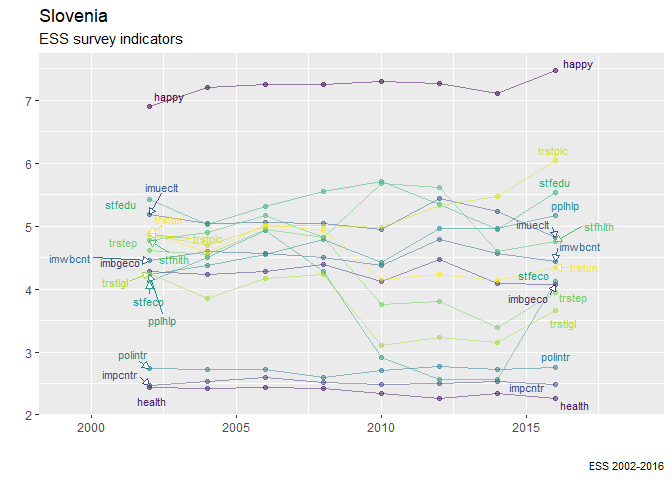 Slovenia
ESS survey indicators
happy
happy
7
trstplc
6
imueclt
stfedu
stfedu
pplhlp
trstun
imueclt
stfhlth
5
trstep
trstplc
imwbcnt
imwbcnt
imbgeco
stfhlth
trstun
trstlgl
stfeco
4
stfeco
imbgeco
trstep
pplhlp
trstlgl
3
polintr
polintr
impcntr
impcntr
health
health
2
2000
2005
2010
2015
ESS 2002-2016